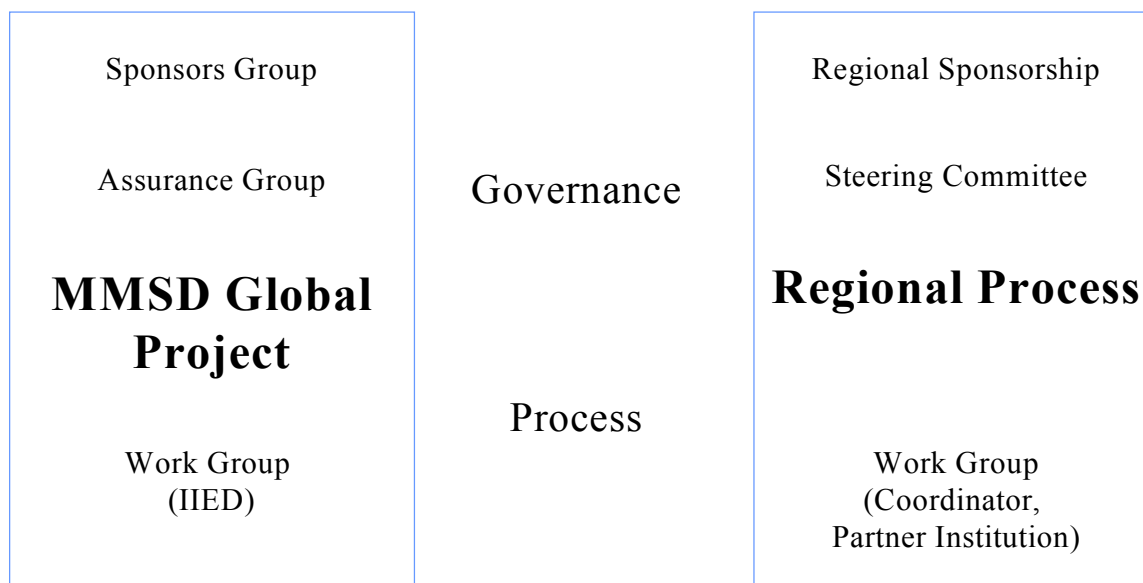 Sponsors Group
Assurance Group
MMSD Global
Project
Work Group
(IIED)
Governance
Process
Regional Sponsorship
Steering Committee
Regional Process
Work Group
(Coordinator,
Partner Institution)